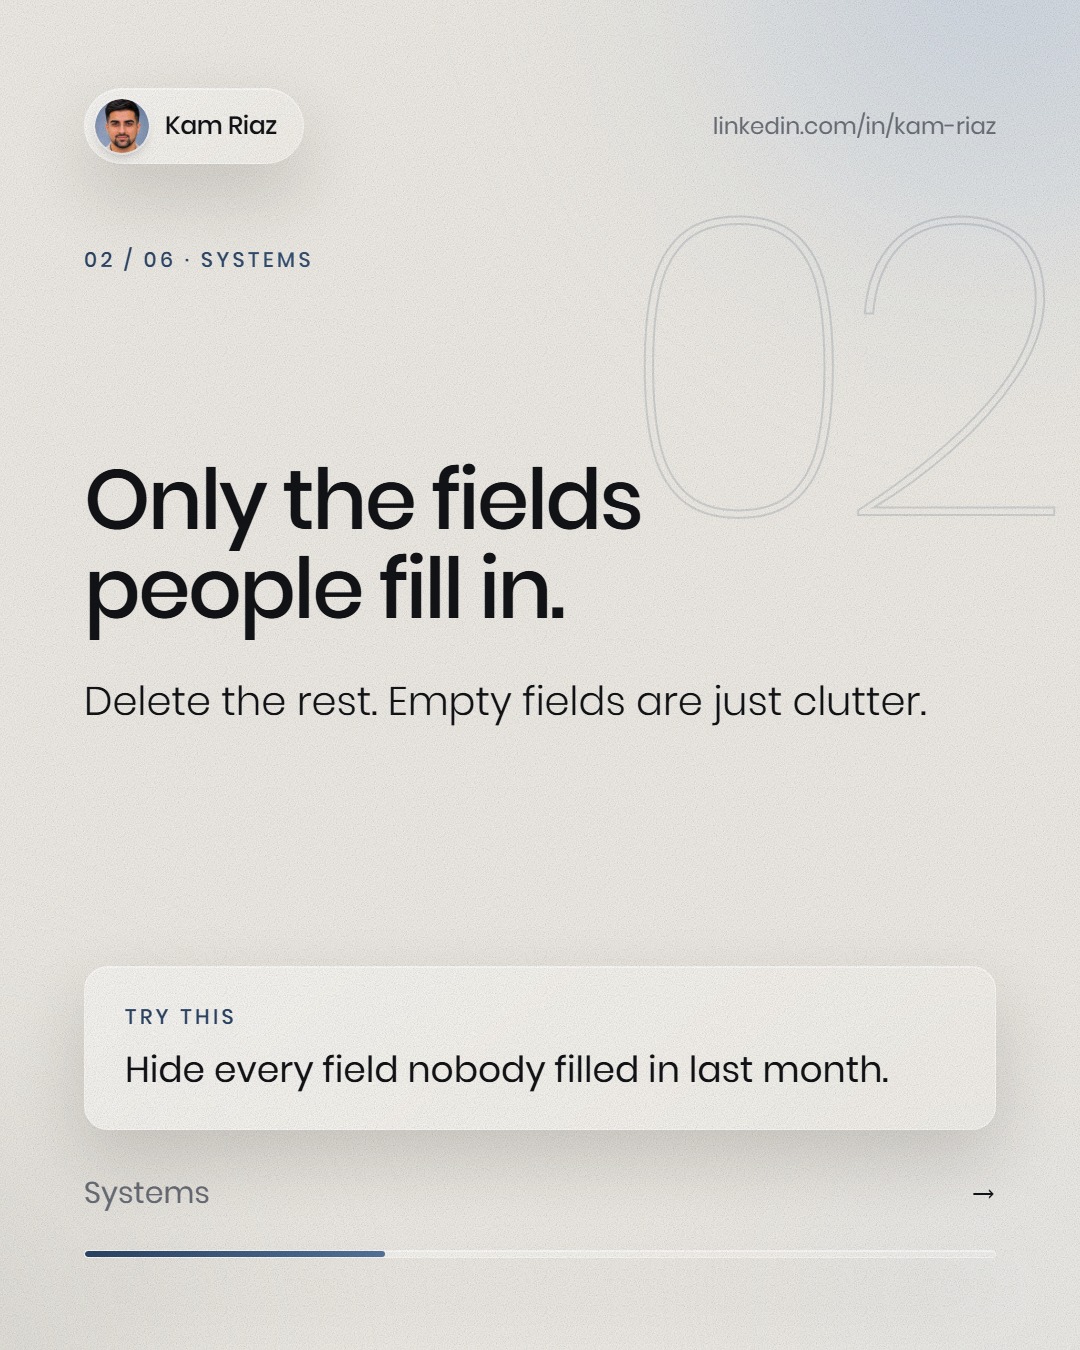 Kam Riaz
linkedin.com/in/kam-riaz
02 / 06 · SYSTEMS
02
Only the fields
people fill in.
Delete the rest. Empty fields are just clutter.
TRY THIS
Hide every field nobody filled in last month.
Systems
→